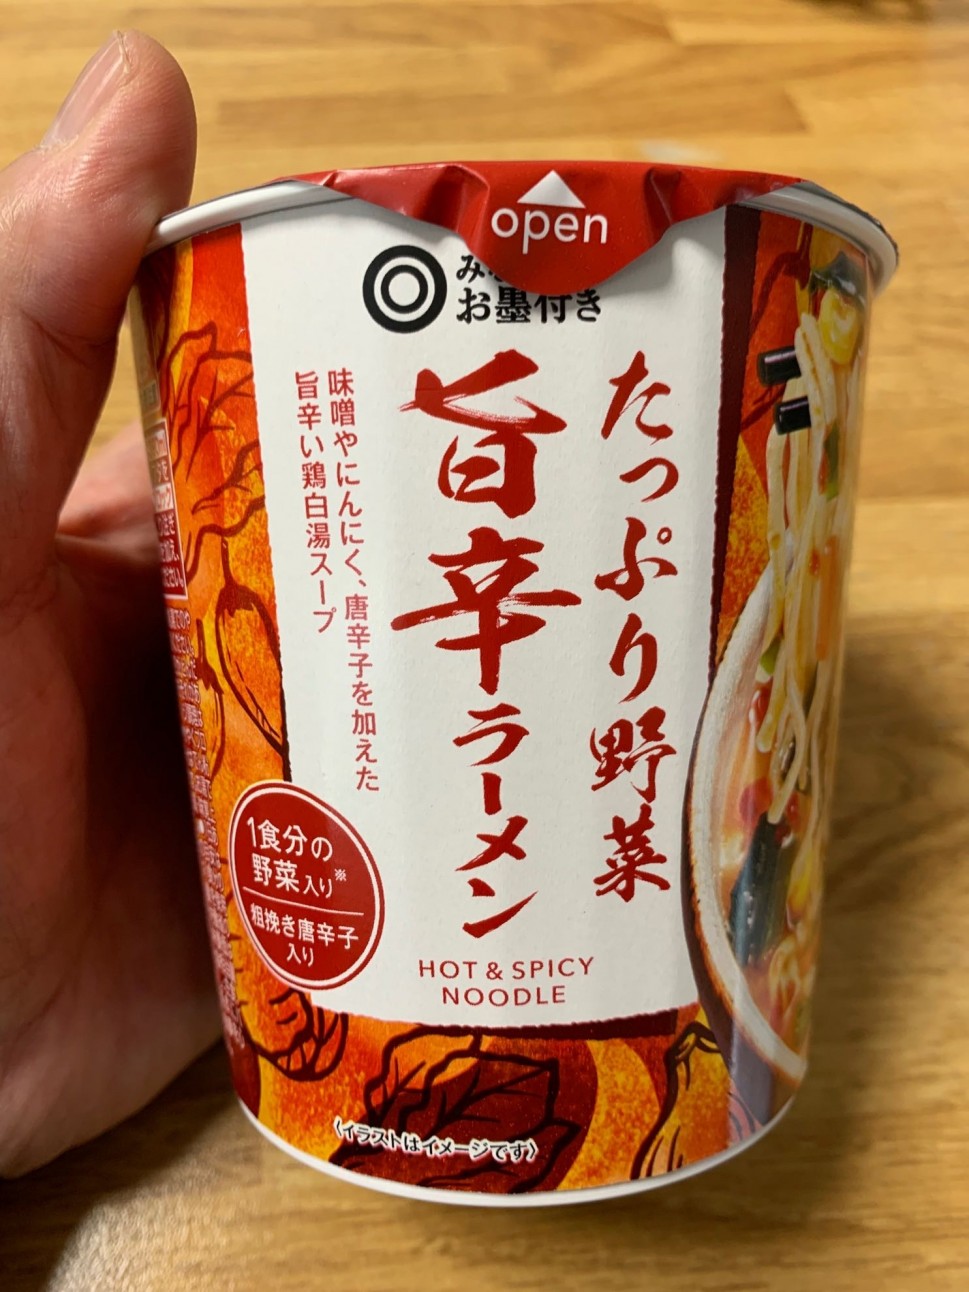 open
お墨付き
たっぷり野菜
旨辛ラーメン
HOT & SPICY
NOODLE
味噌やにんにく、唐辛子を加えた
旨辛い鶏白湯スープ
1食分の
野菜入り※
粗挽き唐辛子
入り
〈イラストはイメージです〉